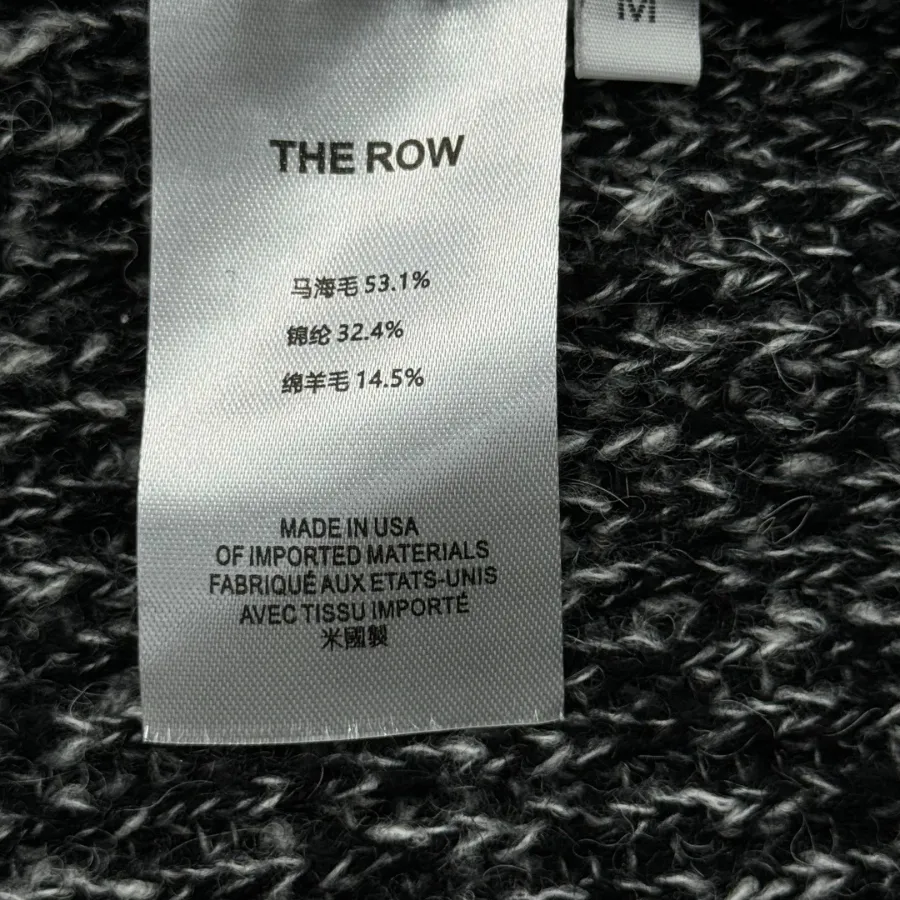 M
THE ROW
马海毛 53.1%
锦纶 32.4%
绵羊毛 14.5%
MADE IN USA
OF IMPORTED MATERIALS
FABRIQUÉ AUX ETATS-UNIS
AVEC TISSU IMPORTÉ
米國製